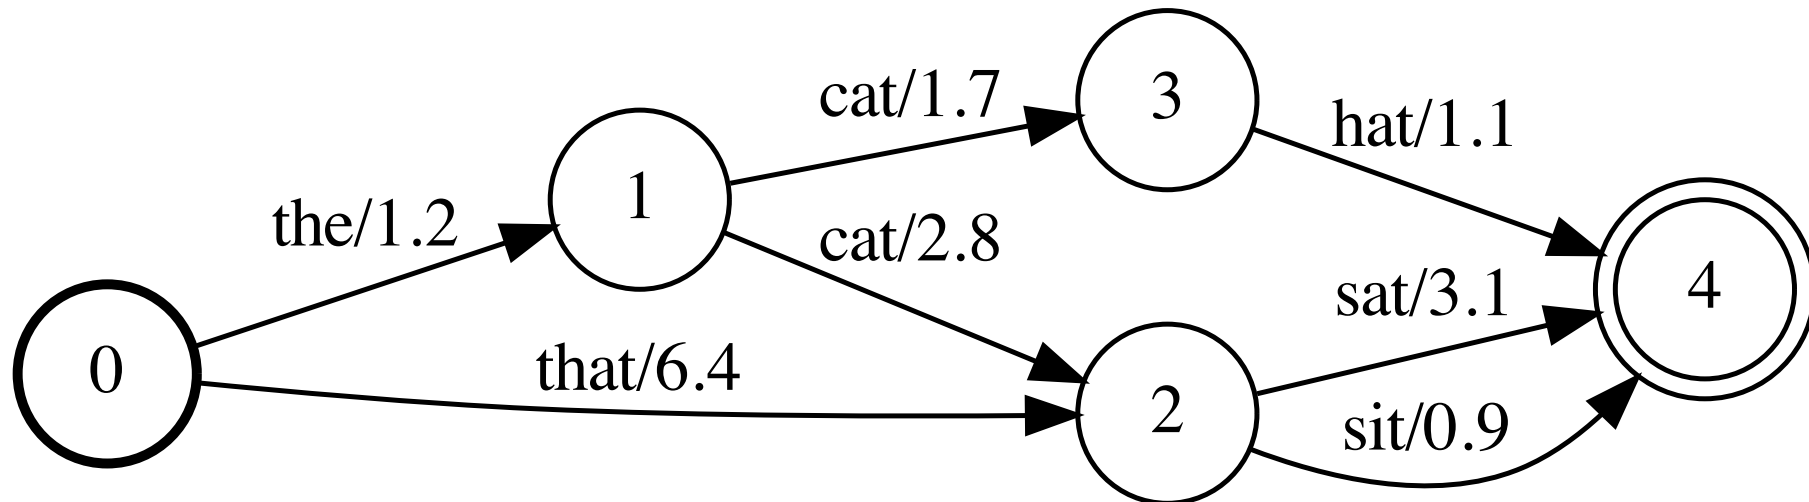 cat/1.7
3
hat/1.1
the/1.2
1
cat/2.8
sat/3.1
4
0
that/6.4
2
sit/0.9